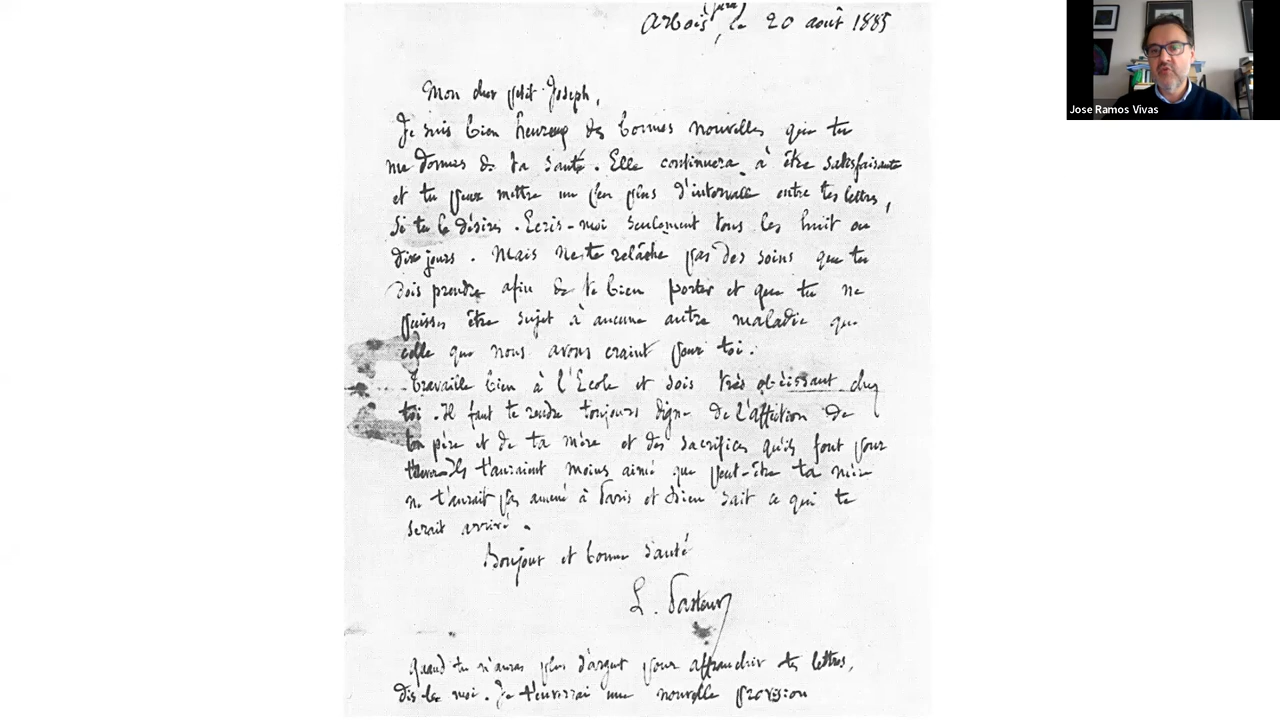 (Jura)
Arbois, le 20 août 1885
Jose Ramos Vivas
Mon cher petit Joseph,
Je suis bien heureux des bonnes nouvelles que tu
me donnes de ta santé. Elle continuera à être satisfaisante
et tu peux mettre un peu plus d'intervalle entre tes lettres,
si tu le désires. Ecris-moi seulement tous les huit ou
dix jours. Mais ne te relâche pas des soins que tu
dois prendre afin de te bien porter et que tu ne
puisses être sujet à aucune autre maladie que
celle que nous avons craint pour toi.
Travaille bien à l'Ecole et sois très obéissant chez
toi. Il faut te rendre toujours digne de l'affection de
ton père et de ta mère et des sacrifices qu'ils font pour
Ils t'auraient moins aimé que peut-être ta mère
ne t'aurait pas amené à Paris et Dieu sait ce qui te
serait arrivé.
Bonjour et bonne santé
L. Pasteur
Quand tu n'auras plus d'argent pour affranchir tes lettres,
dis le moi. Je t'enverrai une nouvelle provision